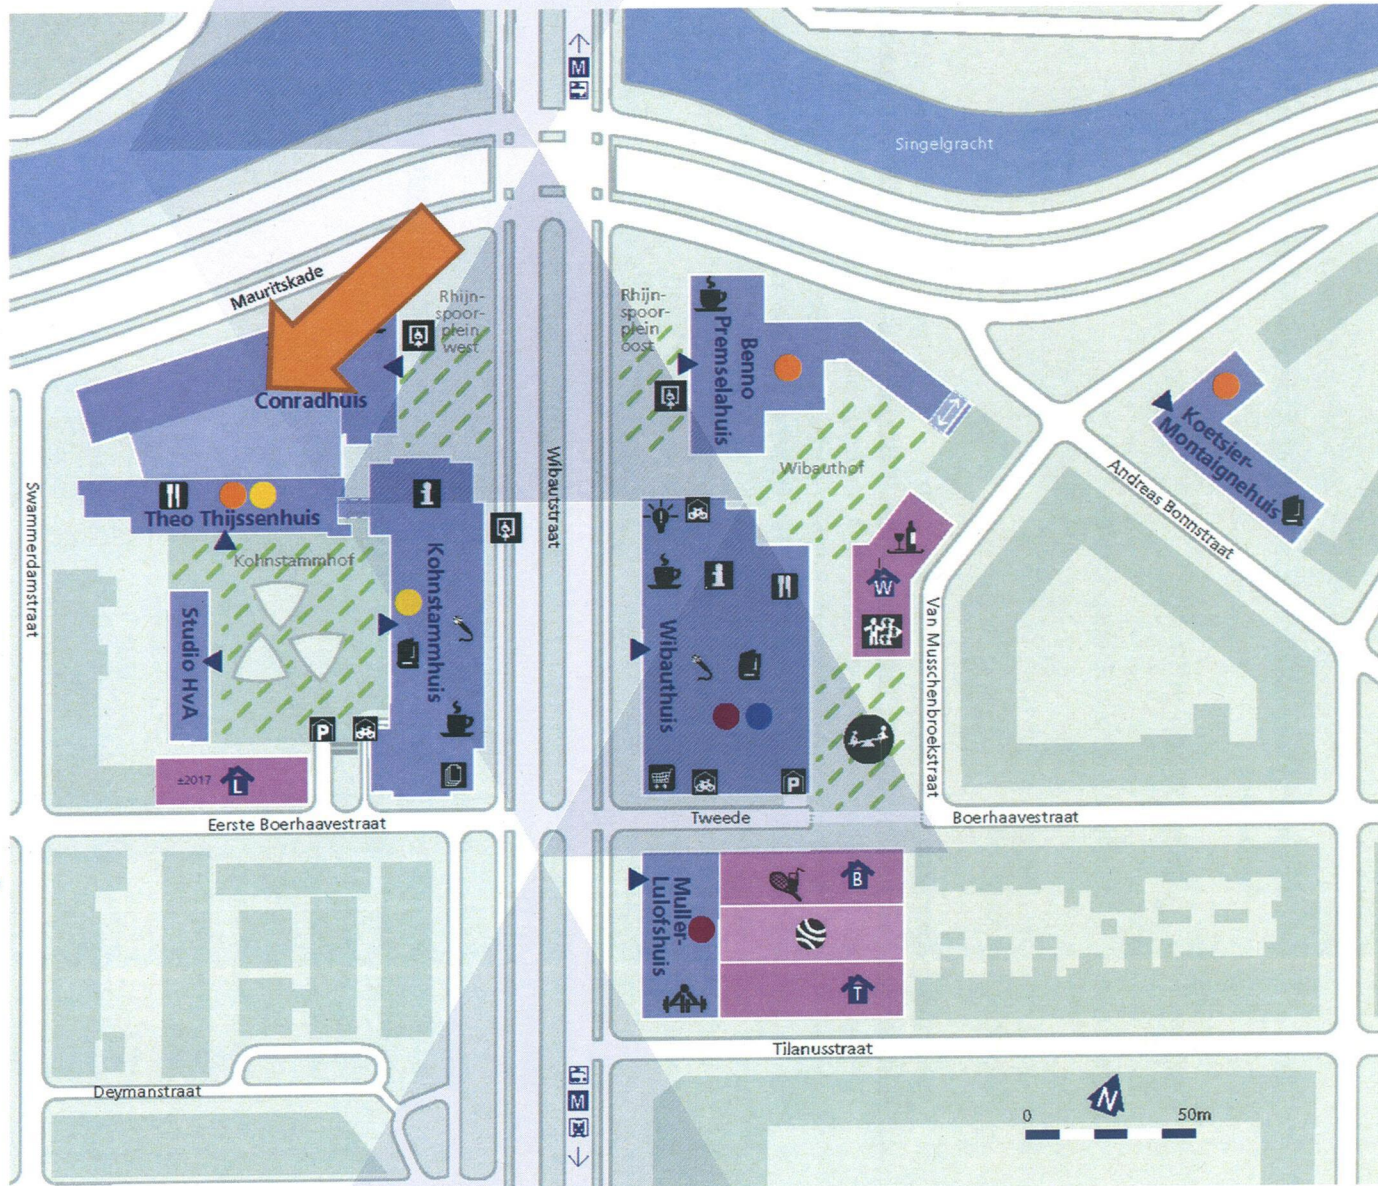 M
Singelgracht
Mauritskade
Rhijn-
spoor-
plein
west
Rhijn-
spoor-
plein
oost
Benno
Premselahuis
Conradhuis
Koetsier-
Montaignehuis
Wibauthof
Andreas Bonnstraat
Swammerdamstraat
Theo Thijssenhuis
i
Wibautstraat
Kohnstammhof
Kohnstammhuis
Studio HvA
i
Wibauthuis
W
Van Musschenbroekstraat
P
P
±2017
L
Eerste Boerhaavestraat
Tweede
Boerhaavestraat
Muller-
Lulofshuis
B
T
Tilanusstraat
Deymanstraat
M
N
0
50m